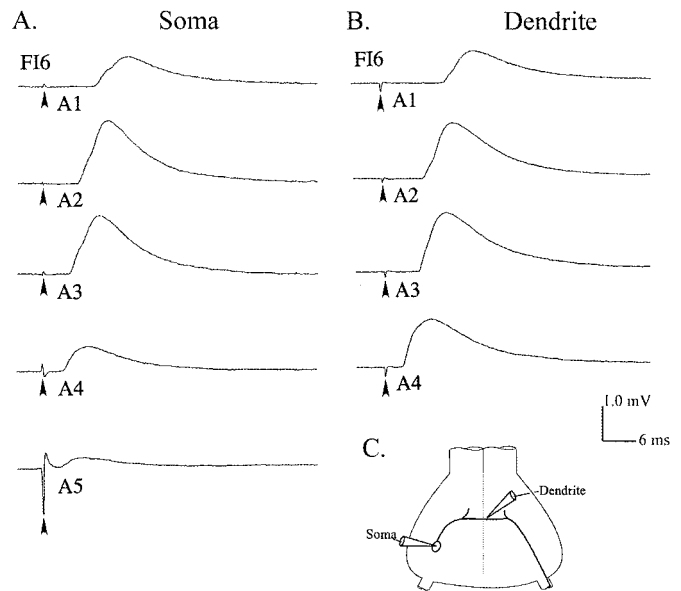 A. Soma
B. Dendrite
FI6
A1
A2
A3
A4
A5
FI6
A1
A2
A3
A4
1.0 mV
6 ms
C.
Dendrite
Soma